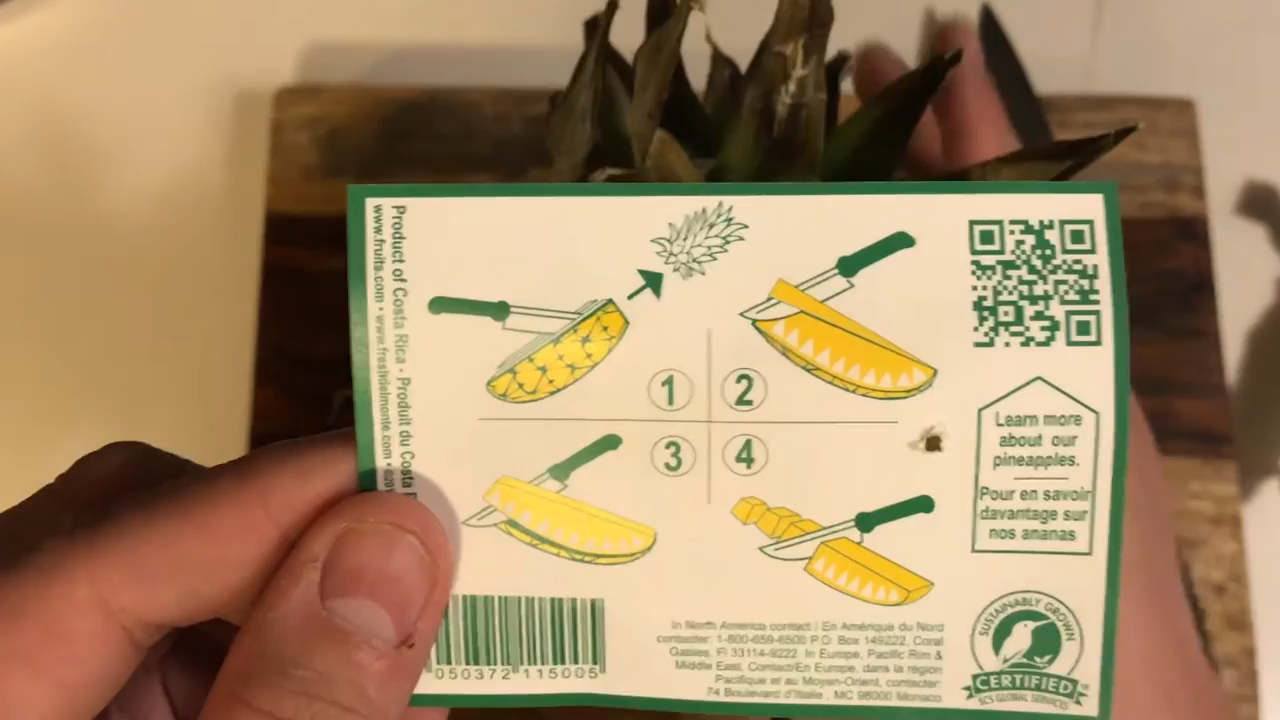 Product of Costa Rica • Produit du Costa
www.fruits.com • www.freshdelmonte.com •
1
2
3
4
Learn more
about our
pineapples.
Pour en savoir
davantage sur
nos ananas
050372 115005
In North America contact / En Amérique du Nord
contacter: 1-800-659-6500 P.O. Box 149222, Coral
Gables, Fl 33114-9222. In Europe, Pacific Rim &
Middle East, Contact/En Europe, dans la région
Pacifique et au Moyen-Orient, contacter:
74 Boulevard d'Italie , MC 98000 Monaco
SUSTAINABLY GROWN
CERTIFIED
SCS GLOBAL SERVICES